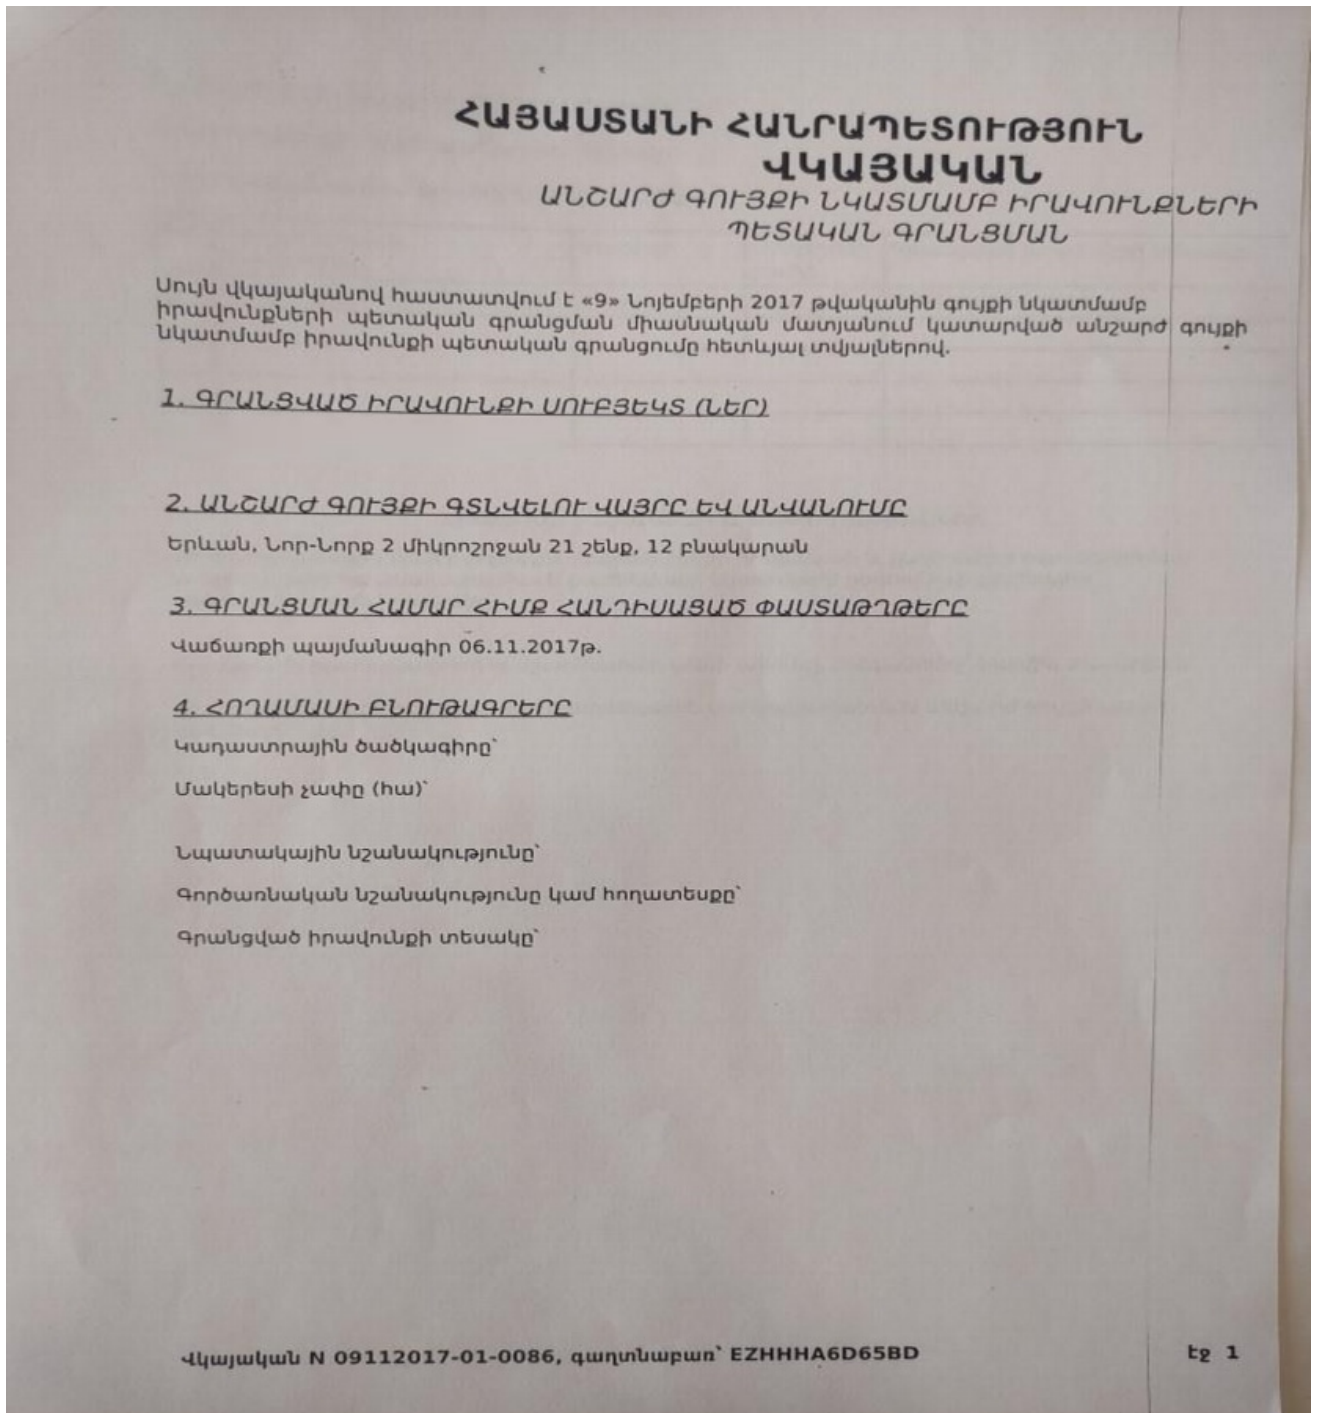 ՀԱՅԱՍՏԱՆԻ ՀԱՆՐԱՊԵՏՈՒԹՅՈՒՆ
ՎԿԱՅԱԿԱՆ
ԱՆՇԱՐԺ ԳՈՒՅՔԻ ՆԿԱՏՄԱՄԲ ԻՐԱՎՈՒՆՔՆԵՐԻ
ՊԵՏԱԿԱՆ ԳՐԱՆՑՄԱՆ
Սույն վկայականով հաստատվում է «9» Նոյեմբերի 2017 թվականին գույքի նկատմամբ
իրավունքների պետական գրանցման միասնական մատյանում կատարված անշարժ գույքի
նկատմամբ իրավունքի պետական գրանցումը հետևյալ տվյալներով.
1. ԳՐԱՆՑՎԱԾ ԻՐԱՎՈՒՆՔԻ ՍՈՒԲՅԵԿՏ (ՆԵՐ)
2. ԱՆՇԱՐԺ ԳՈՒՅՔԻ ԳՏՆՎԵԼՈՒ ՎԱՅՐԸ ԵՎ ԱՆՎԱՆՈՒՄԸ
Երևան, Նոր-Նորք 2 միկրոշրջան 21 շենք, 12 բնակարան
3. ԳՐԱՆՑՄԱՆ ՀԱՄԱՐ ՀԻՄՔ ՀԱՆԴԻՍԱՑԱԾ ՓԱՍՏԱԹՂԹԵՐԸ
Վաճառքի պայմանագիր 06.11.2017թ.
4. ՀՈՂԱՄԱՍԻ ԲՆՈՒԹԱԳՐԵՐԸ
Կադաստրային ծածկագիրը՝
Մակերեսի չափը (հա)՝
Նպատակային նշանակությունը՝
Գործառնական նշանակությունը կամ հողատեսքը՝
Գրանցված իրավունքի տեսակը՝
Վկայական N 09112017-01-0086, գաղտնաբառ՝ EZHHHA6D65BD էջ 1